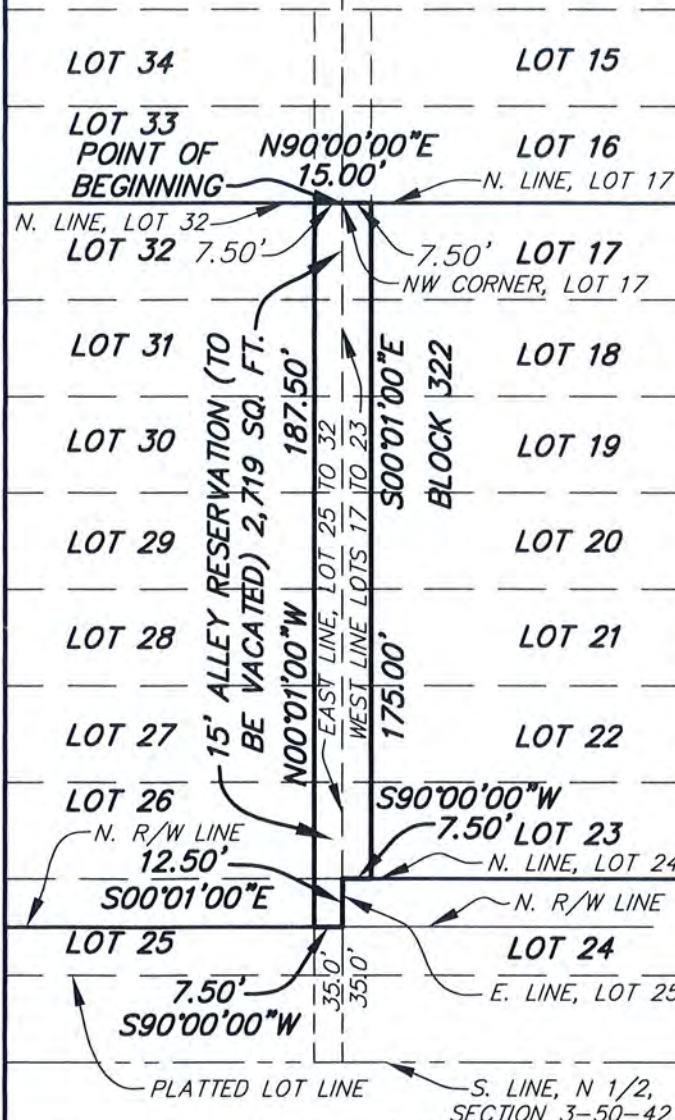 LOT 34
LOT 15
LOT 33
POINT OF
BEGINNING
N90°00'00"E
15.00'
LOT 16
N. LINE, LOT 17
N. LINE, LOT 32
LOT 32
7.50'
7.50'
LOT 17
NW CORNER, LOT 17
LOT 31
LOT 18
LOT 30
LOT 19
LOT 29
LOT 20
LOT 28
LOT 21
LOT 27
LOT 22
15' ALLEY RESERVATION (TO
BE VACATED) 2,719 SQ. FT.
N00°01'00"W
187.50'
EAST LINE, LOT 25 TO 32
WEST LINE LOTS 17 TO 23
S00°01'00"E
175.00'
BLOCK 322
LOT 26
N. R/W LINE
S90°00'00"W
7.50'
LOT 23
12.50'
S00°01'00"E
N. LINE, LOT 24
N. R/W LINE
LOT 25
LOT 24
35.0'
35.0'
E. LINE, LOT 25
7.50'
S90°00'00"W
PLATTED LOT LINE
S. LINE, N 1/2,
SECTION 3-50-42